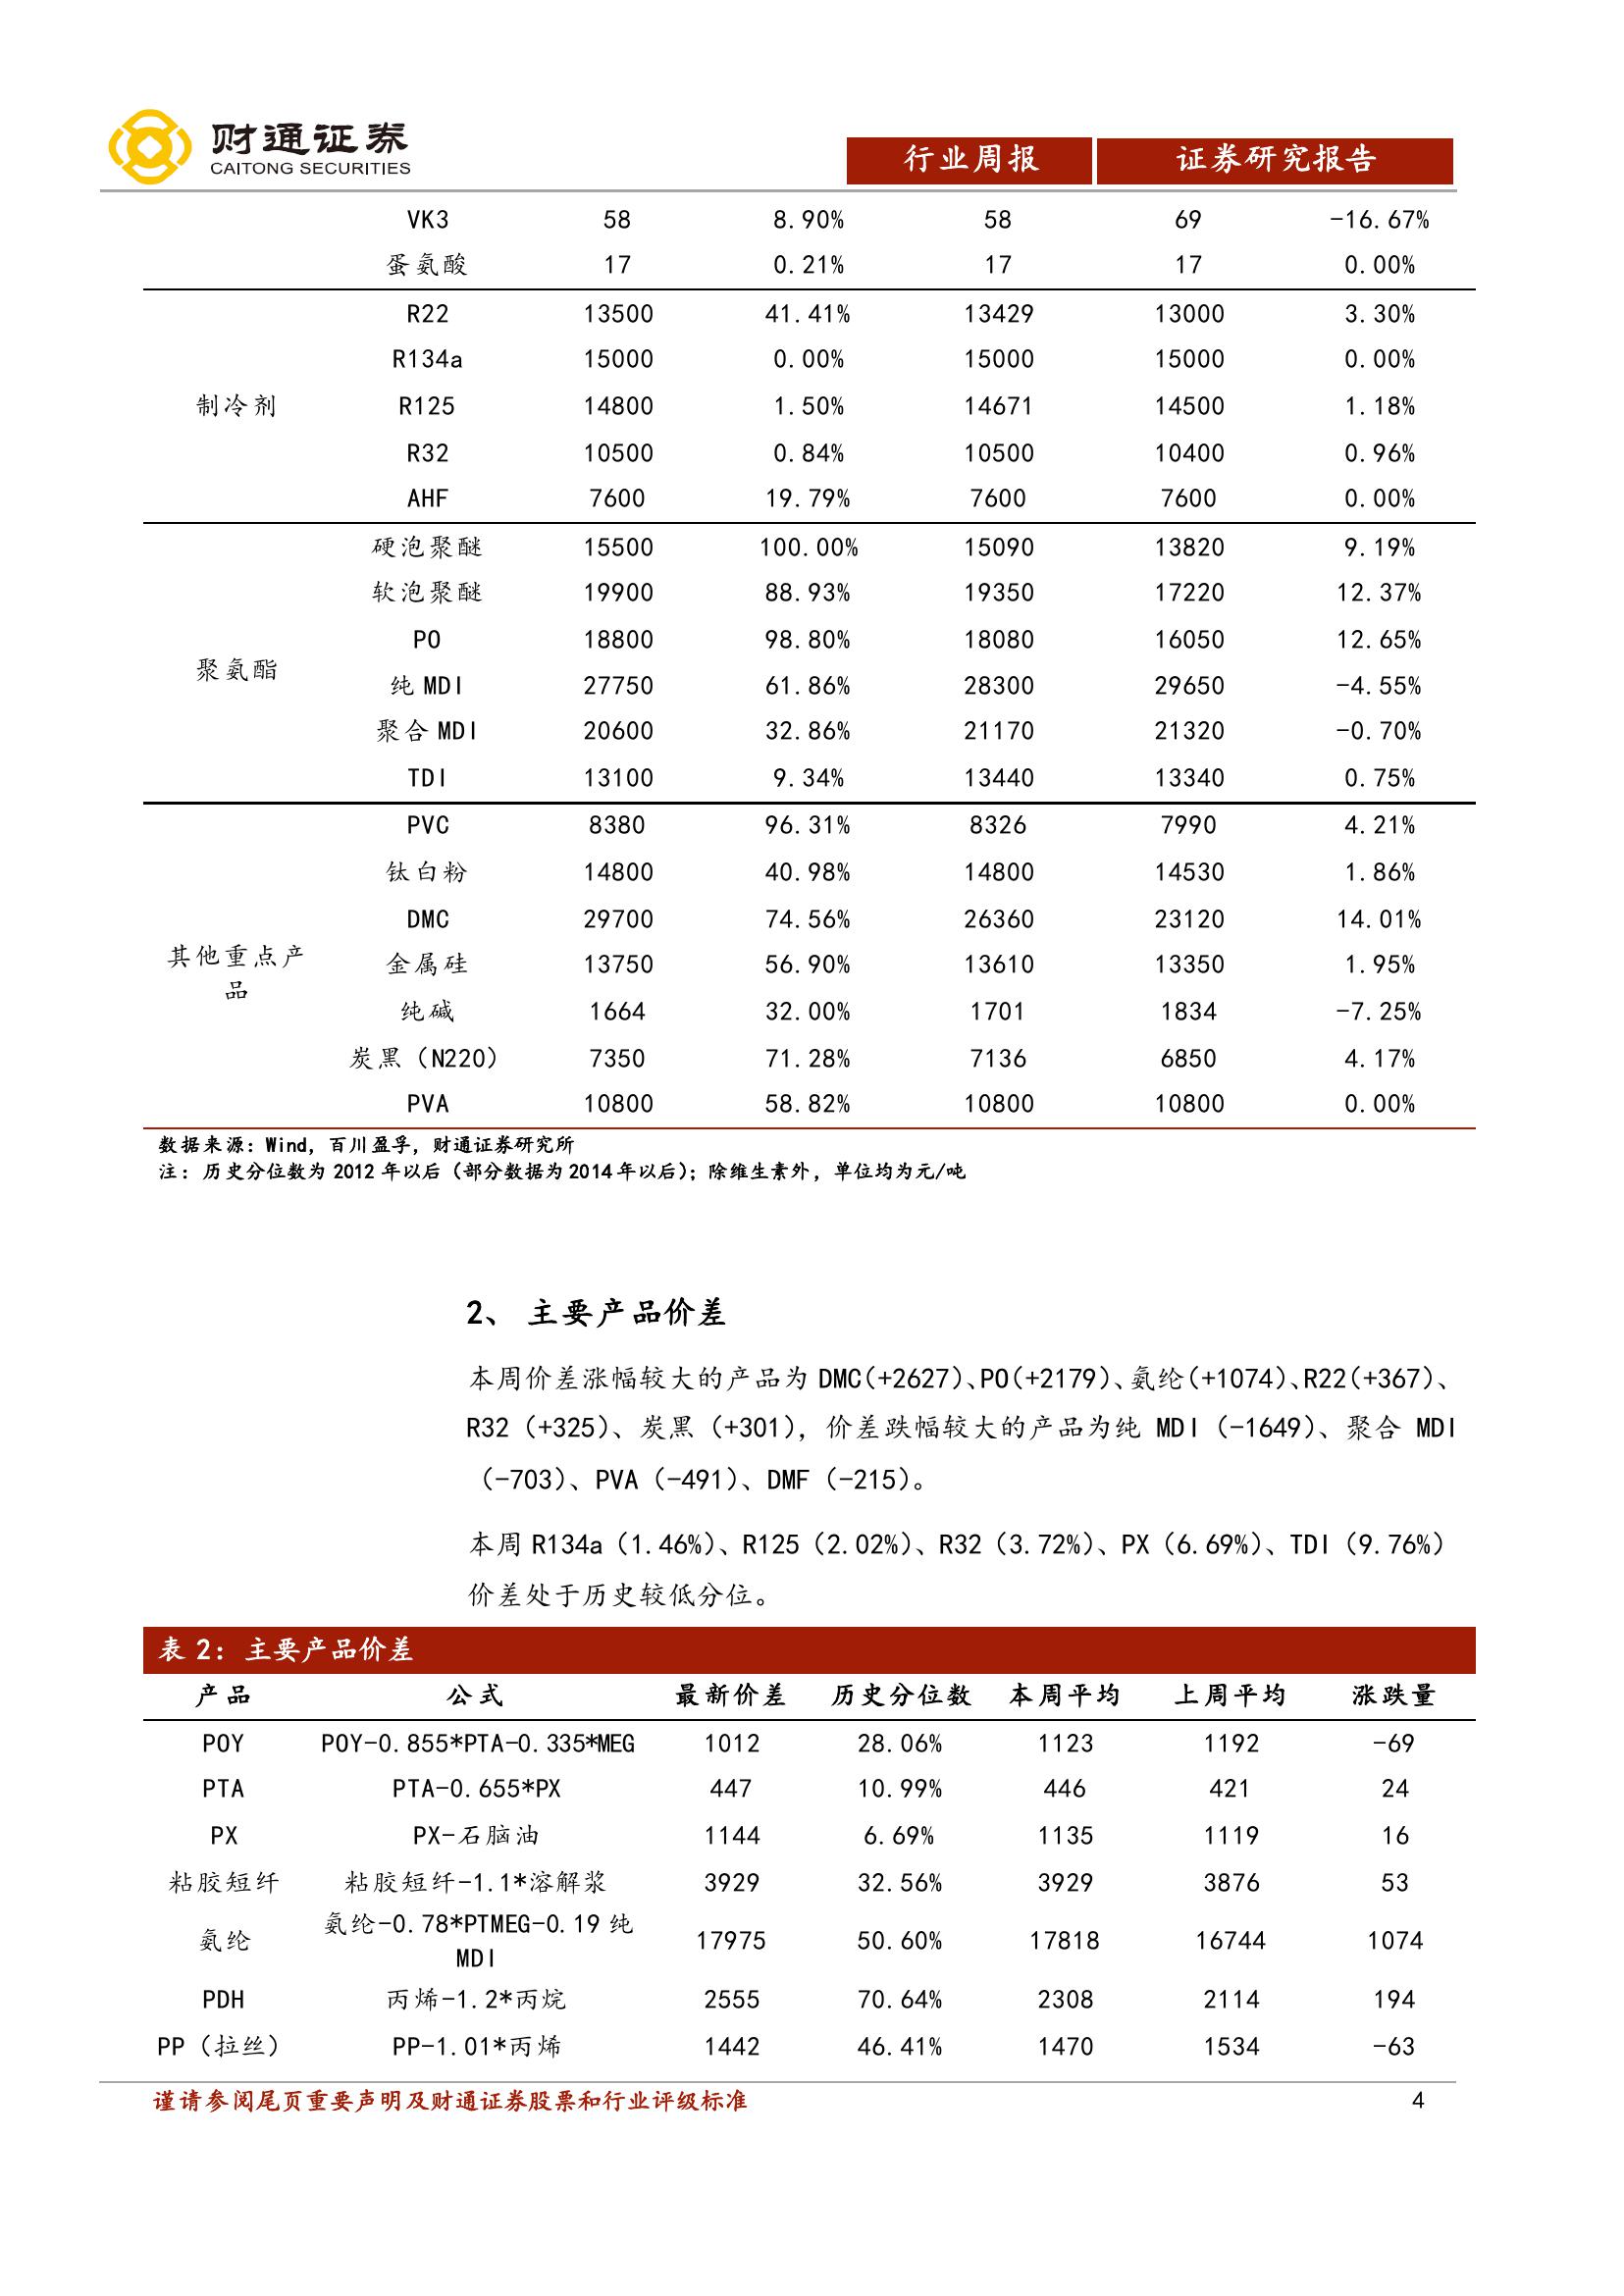 财通证券
CAITONG SECURITIES
行业周报 证券研究报告
VK3 58 8.90% 58 69 -16.67%
蛋氨酸 17 0.21% 17 17 0.00%
R22 13500 41.41% 13429 13000 3.30%
R134a 15000 0.00% 15000 15000 0.00%
制冷剂 R125 14800 1.50% 14671 14500 1.18%
R32 10500 0.84% 10500 10400 0.96%
AHF 7600 19.79% 7600 7600 0.00%
硬泡聚醚 15500 100.00% 15090 13820 9.19%
软泡聚醚 19900 88.93% 19350 17220 12.37%
PO 18800 98.80% 18080 16050 12.65%
聚氨酯
纯 MDI 27750 61.86% 28300 29650 -4.55%
聚合 MDI 20600 32.86% 21170 21320 -0.70%
TDI 13100 9.34% 13440 13340 0.75%
PVC 8380 96.31% 8326 7990 4.21%
钛白粉 14800 40.98% 14800 14530 1.86%
DMC 29700 74.56% 26360 23120 14.01%
其他重点产
品
金属硅 13750 56.90% 13610 13350 1.95%
纯碱 1664 32.00% 1701 1834 -7.25%
炭黑（N220） 7350 71.28% 7136 6850 4.17%
PVA 10800 58.82% 10800 10800 0.00%
数据来源：Wind，百川盈孚，财通证券研究所
注：历史分位数为 2012 年以后（部分数据为 2014 年以后）；除维生素外，单位均为元/吨
2、 主要产品价差
本周价差涨幅较大的产品为 DMC（+2627）、PO（+2179）、氨纶（+1074）、R22（+367）、
R32（+325）、炭黑（+301），价差跌幅较大的产品为纯 MDI（-1649）、聚合 MDI
（-703）、PVA（-491）、DMF（-215）。
本周 R134a（1.46%）、R125（2.02%）、R32（3.72%）、PX（6.69%）、TDI（9.76%）
价差处于历史较低分位。
表 2：主要产品价差
产品 公式 最新价差 历史分位数 本周平均 上周平均 涨跌量
POY POY-0.855*PTA-0.335*MEG 1012 28.06% 1123 1192 -69
PTA PTA-0.655*PX 447 10.99% 446 421 24
PX PX-石脑油 1144 6.69% 1135 1119 16
粘胶短纤 粘胶短纤-1.1*溶解浆 3929 32.56% 3929 3876 53
氨纶 氨纶-0.78*PTMEG-0.19 纯
MDI 17975 50.60% 17818 16744 1074
PDH 丙烯-1.2*丙烷 2555 70.64% 2308 2114 194
PP（拉丝） PP-1.01*丙烯 1442 46.41% 1470 1534 -63
谨请参阅尾页重要声明及财通证券股票和行业评级标准 4